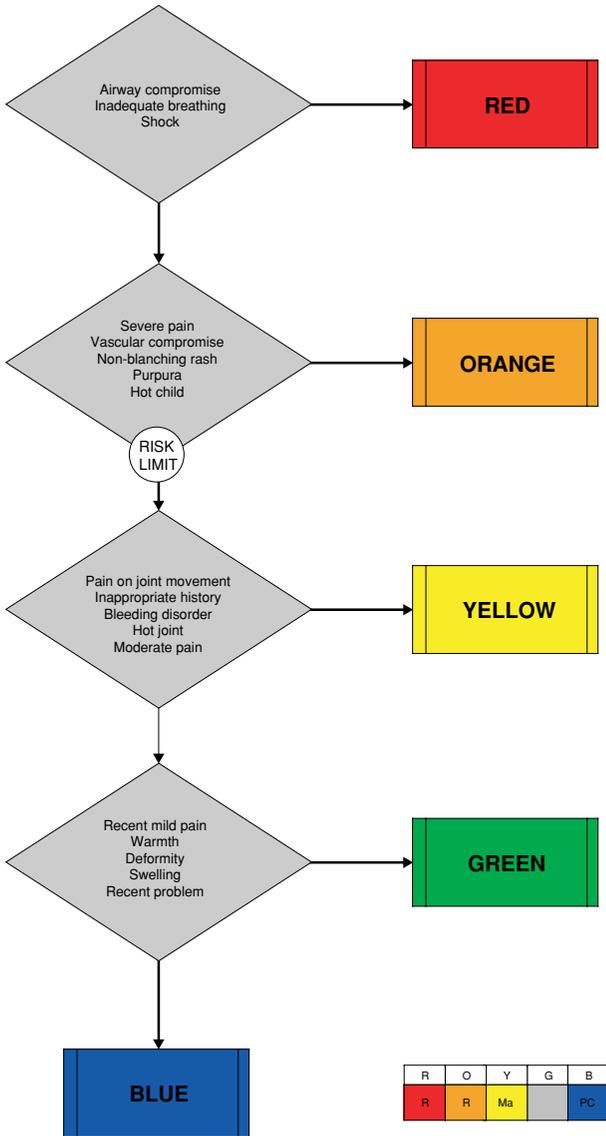 Airway compromise
Inadequate breathing
Shock
RED
Severe pain
Vascular compromise
Non-blanching rash
Purpura
Hot child
ORANGE
RISK
LIMIT
Pain on joint movement
Inappropriate history
Bleeding disorder
Hot joint
Moderate pain
YELLOW
Recent mild pain
Warmth
Deformity
Swelling
Recent problem
GREEN
BLUE
R O Y G B
R R Ma PC